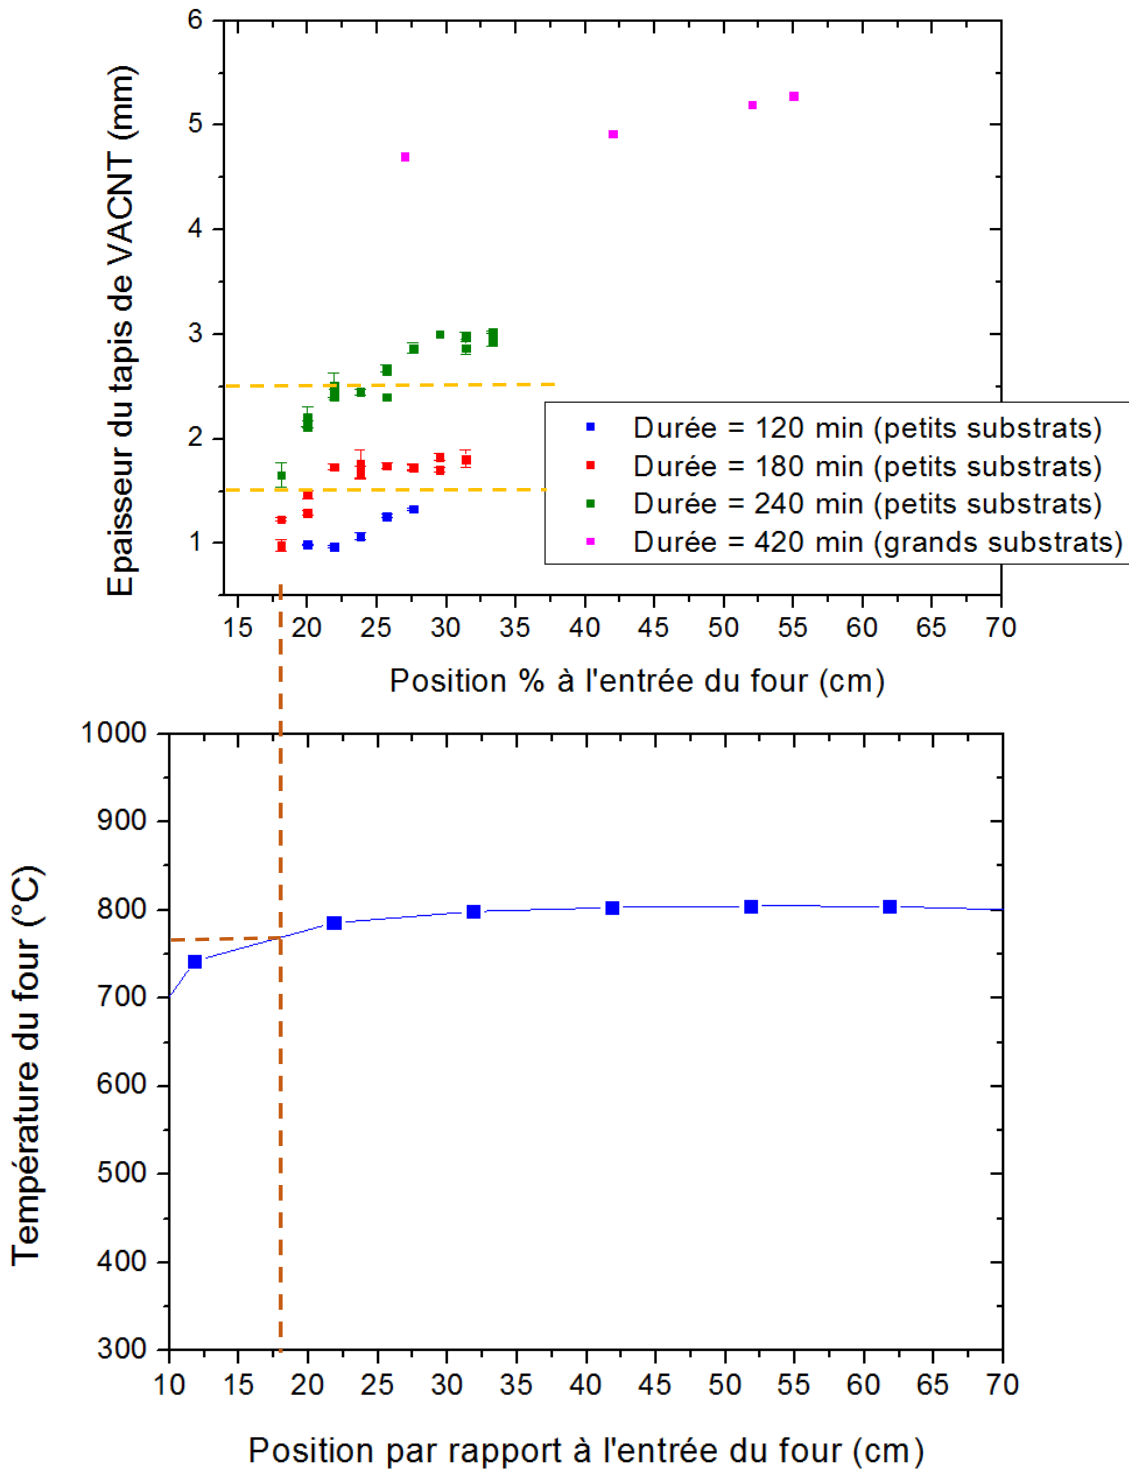 Epaisseur du tapis de VACNT (mm)
6
5
4
3
2
1
Durée = 120 min (petits substrats)
Durée = 180 min (petits substrats)
Durée = 240 min (petits substrats)
Durée = 420 min (grands substrats)
15 20 25 30 35 40 45 50 55 60 65 70
Position % à l'entrée du four (cm)
Température du four (°C)
1000
900
800
700
600
500
400
300
10 15 20 25 30 35 40 45 50 55 60 65 70
Position par rapport à l'entrée du four (cm)